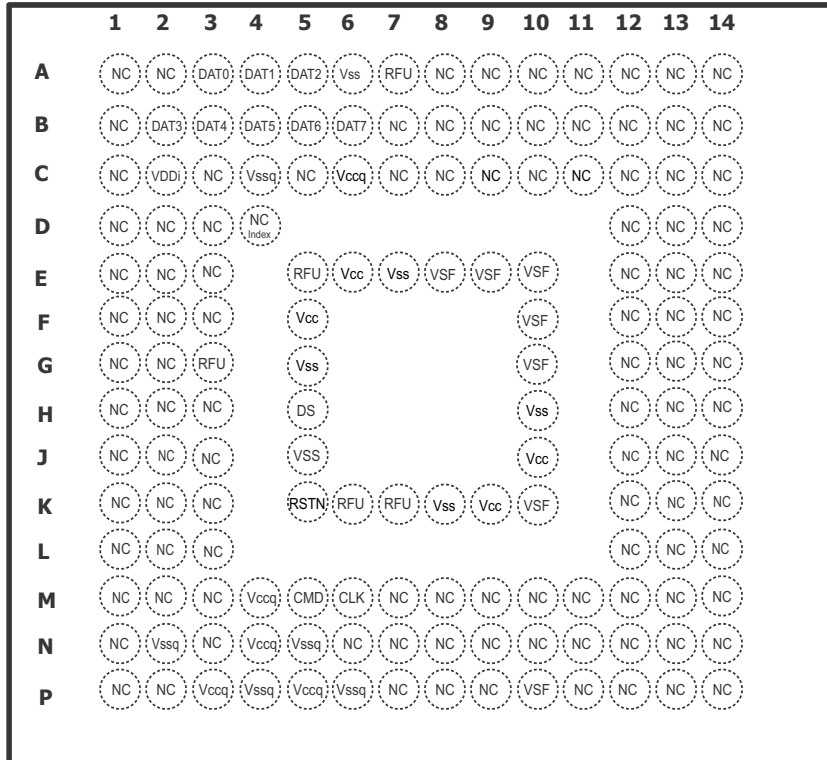 1 2 3 4 5 6 7 8 9 10 11 12 13 14
A NC NC DAT0 DAT1 DAT2 Vss RFU NC NC NC NC NC NC NC
B NC DAT3 DAT4 DAT5 DAT6 DAT7 NC NC NC NC NC NC NC NC
C NC VDDi NC Vssq NC Vccq NC NC NC NC NC NC NC NC
D NC NC NC NC Index NC NC NC
E NC NC NC RFU Vcc Vss VSF VSF VSF NC NC NC
F NC NC NC Vcc VSF NC NC NC
G NC NC RFU Vss VSF NC NC NC
H NC NC NC DS Vss NC NC NC
J NC NC NC VSS Vcc NC NC NC
K NC NC NC RSTN RFU RFU Vss Vcc VSF NC NC NC
L NC NC NC NC NC NC
M NC NC NC Vccq CMD CLK NC NC NC NC NC NC NC NC
N NC Vssq NC Vccq Vssq NC NC NC NC NC NC NC NC NC
P NC NC Vccq Vssq Vccq Vssq NC NC NC VSF NC NC NC NC